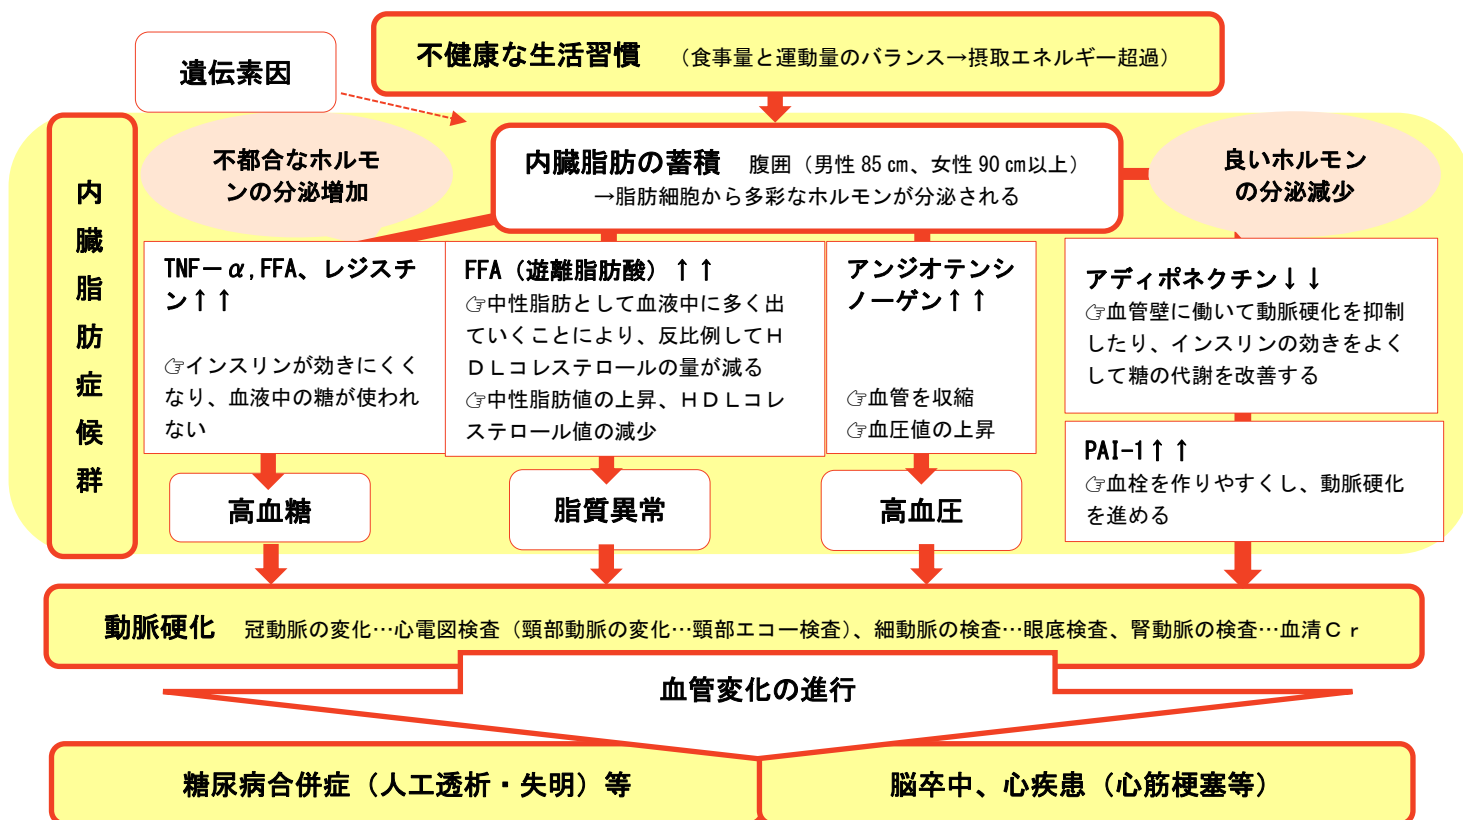 不健康な生活習慣 （食事量と運動量のバランス→摂取エネルギー超過）
遺伝素因
内臓脂肪症候群
不都合なホルモ
ンの分泌増加
内臓脂肪の蓄積 腹囲（男性 85 ㎝、女性 90 ㎝以上）
→脂肪細胞から多彩なホルモンが分泌される
良いホルモン
の分泌減少
TNF－α,FFA、レジスチ
ン↑↑
☞インスリンが効きにくく
なり、血液中の糖が使われ
ない
FFA（遊離脂肪酸）↑↑
☞中性脂肪として血液中に多く出
ていくことにより、反比例してＨ
ＤＬコレステロールの量が減る
☞中性脂肪値の上昇、ＨＤＬコレ
ステロール値の減少
アンジオテンシ
ノーゲン↑↑
☞血管を収縮
☞血圧値の上昇
アディポネクチン↓↓
☞血管壁に働いて動脈硬化を抑制
したり、インスリンの効きをよく
して糖の代謝を改善する
PAI-1↑↑
☞血栓を作りやすくし、動脈硬化
を進める
高血糖
脂質異常
高血圧
動脈硬化 冠動脈の変化…心電図検査（頸部動脈の変化…頸部エコー検査）、細動脈の検査…眼底検査、腎動脈の検査…血清Ｃｒ
血管変化の進行
糖尿病合併症（人工透析・失明）等
脳卒中、心疾患（心筋梗塞等）